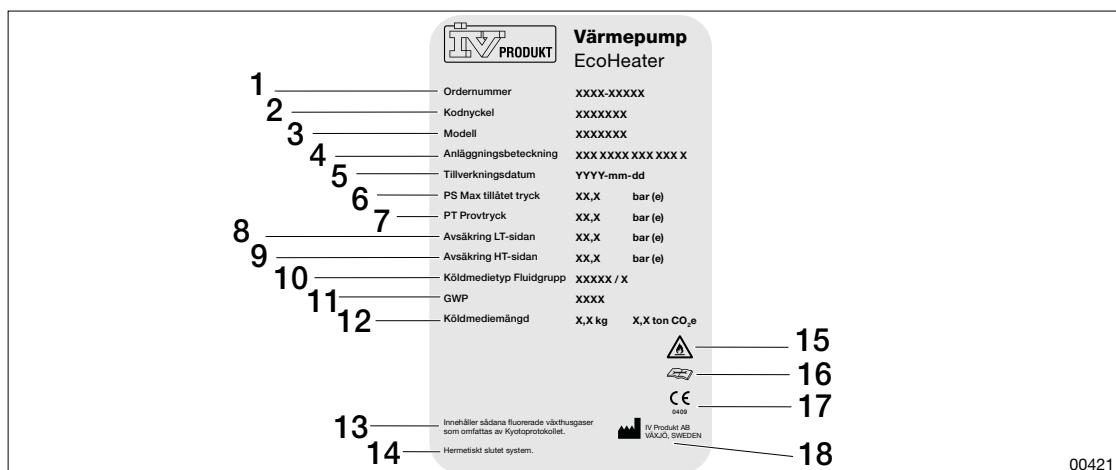 IV PRODUKT
Värmepump
EcoHeater
1 Ordernummer XXXX-XXXXX
2 Kodnyckel XXXXXXX
3 Modell XXXXXXX
4 Anläggningsbeteckning XXX XXXX XXX XXX X
5 Tillverkningsdatum YYYY-mm-dd
6 PS Max tillåtet tryck XX,X bar (e)
7 PT Provtryck XX,X bar (e)
8 Avsäkring LT-sidan XX,X bar (e)
9 Avsäkring HT-sidan XX,X bar (e)
10 Köldmedietyp Fluidgrupp XXXXX / X
11 GWP XXXX
12 Köldmediemängd X,X kg X,X ton CO₂e
15
16
CE 17
0409
13 Innehåller sådana fluorerade växthusgaser
som omfattas av Kyotoprotokollet.
14 Hermetiskt slutet system.
IV Produkt AB
VÄXJÖ, SWEDEN
18
00421